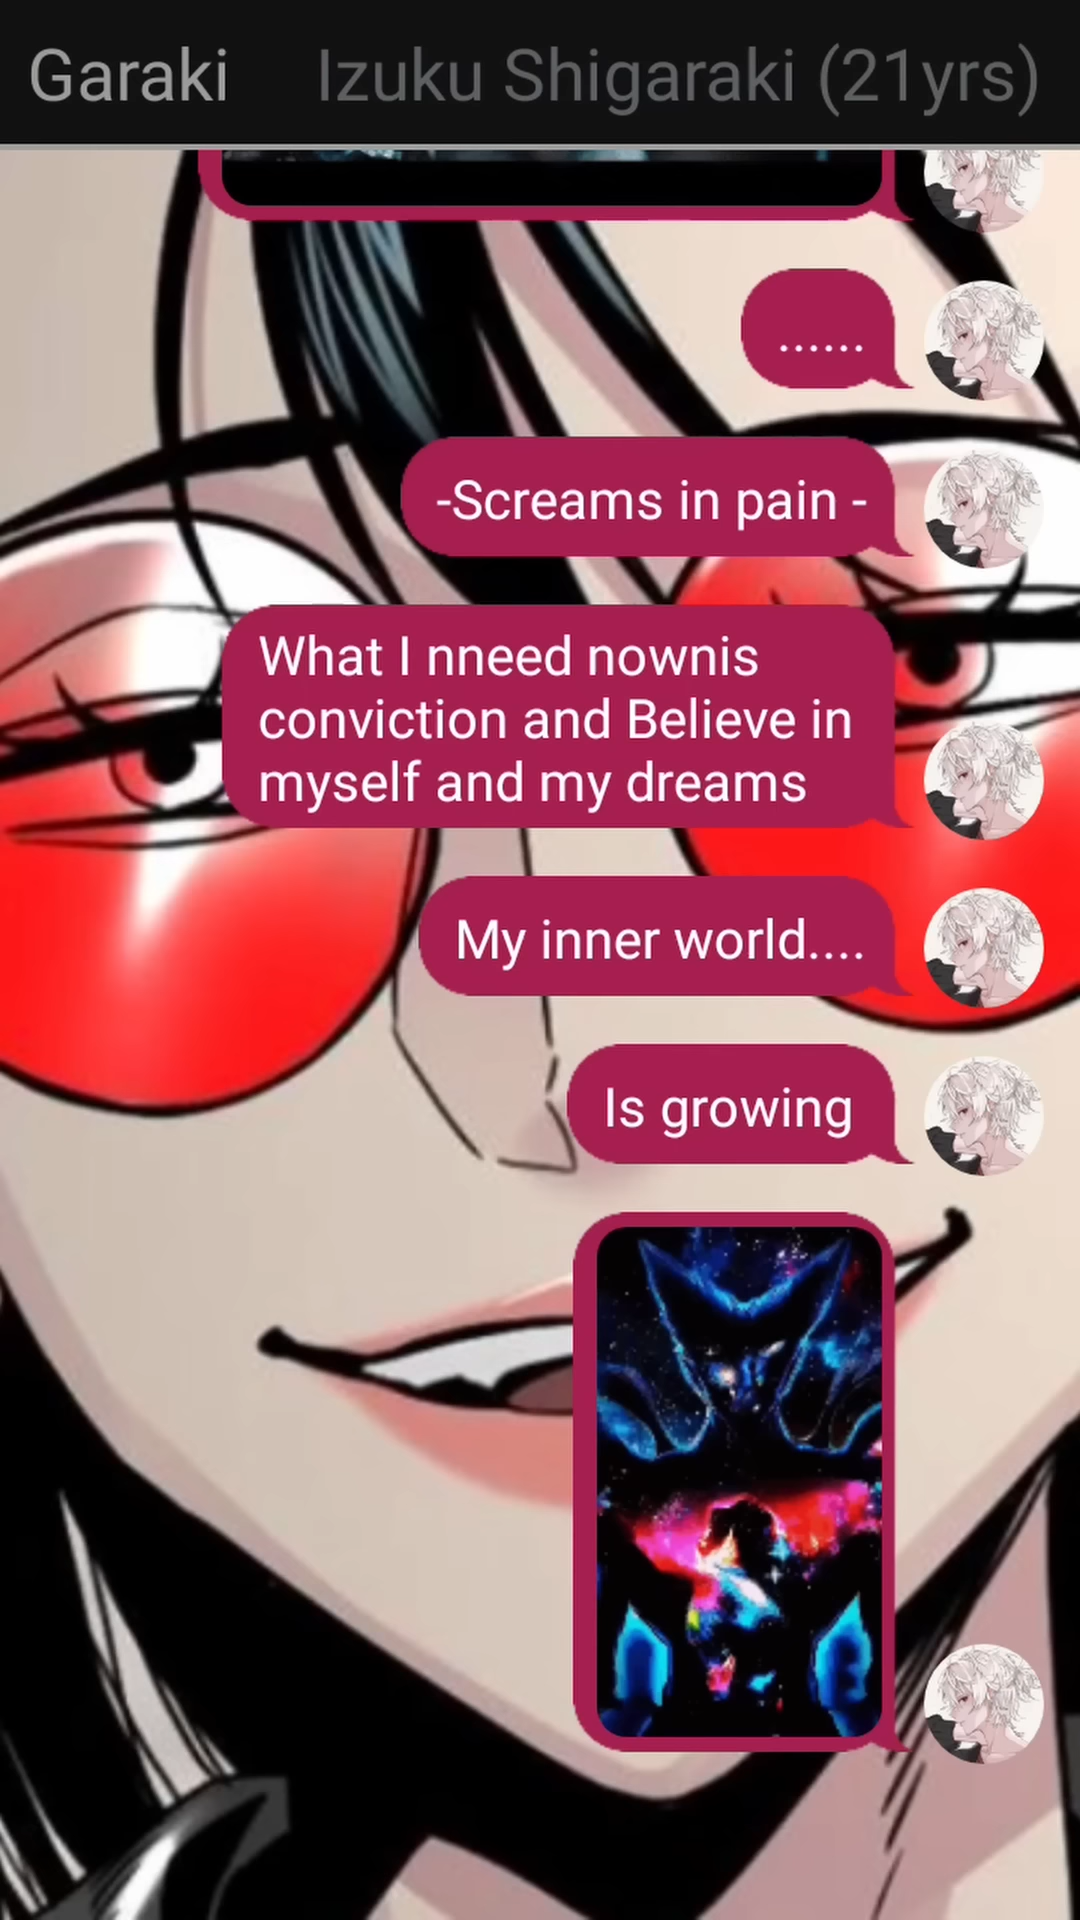 Garaki
Izuku Shigaraki (21yrs)
......
-Screams in pain -
What I nneed nownis
conviction and Believe in
myself and my dreams
My inner world....
Is growing